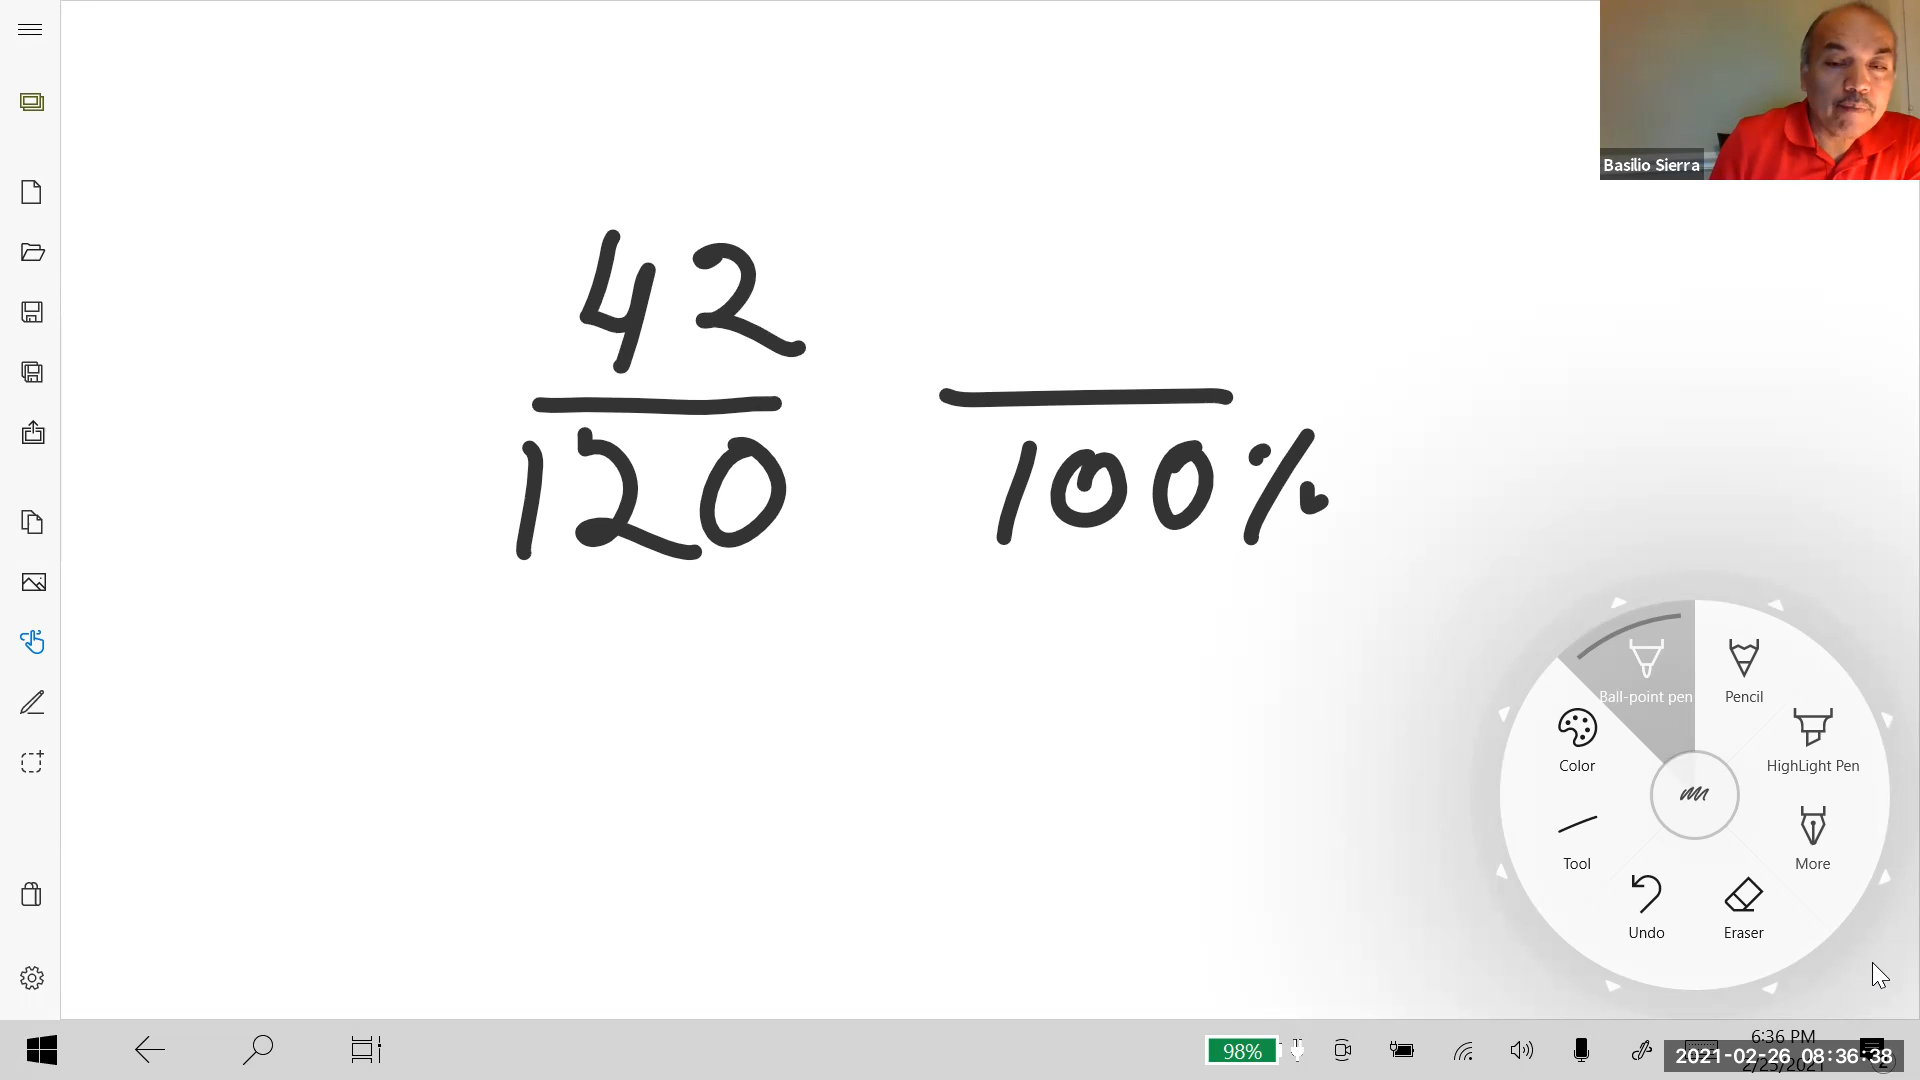 Basilio Sierra
42
120
100%
Ball-point pen
Pencil
Color
HighLight Pen
Tool
More
Undo
Eraser
98%
6:36 PM
2021-02-26 08:36:38